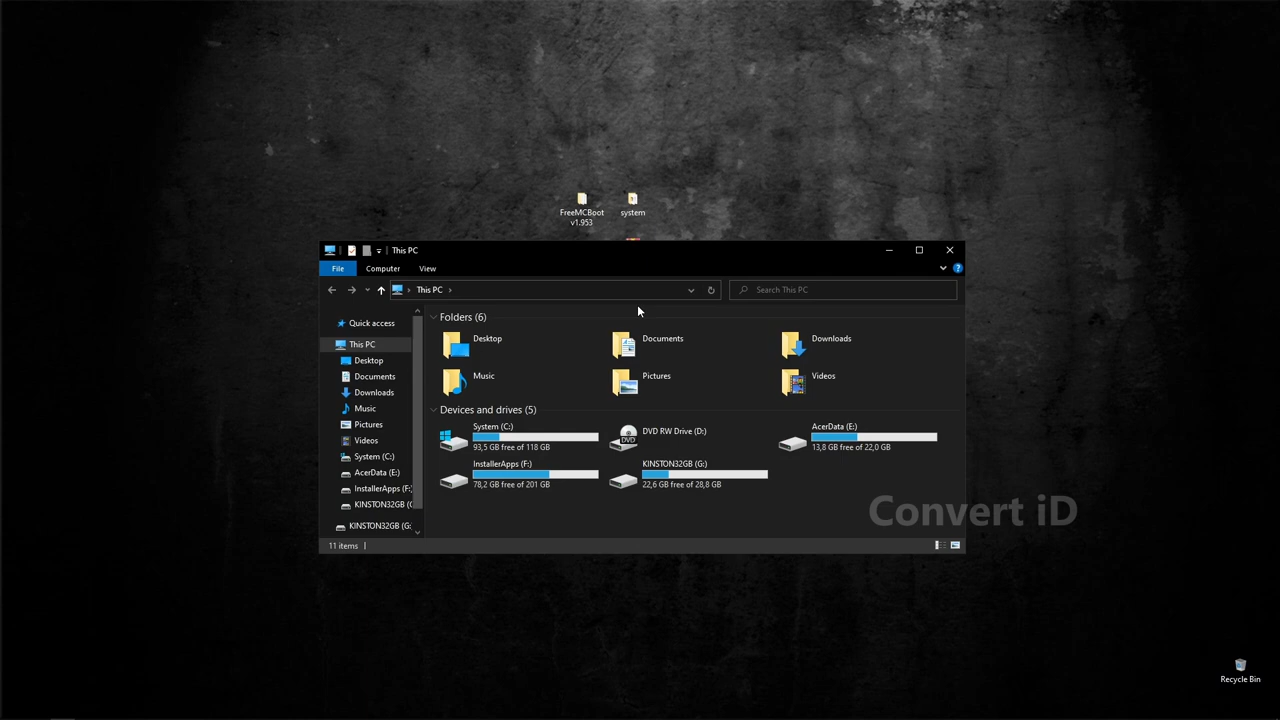 FreeMCBoot
v1.953
system
This PC
File
Computer
View
This PC
Search This PC
Quick access
This PC
Desktop
Documents
Downloads
Music
Pictures
Videos
System (C:)
AcerData (E:)
InstallerApps (F:
KINSTON32GB (G
KINSTON32GB (G:
Folders (6)
Desktop
Documents
Downloads
Music
Pictures
Videos
Devices and drives (5)
System (C:)
93,5 GB free of 118 GB
DVD RW Drive (D:)
AcerData (E:)
13,8 GB free of 22,0 GB
InstallerApps (F:)
78,2 GB free of 201 GB
KINSTON32GB (G:)
22,6 GB free of 28,8 GB
Convert iD
11 items
Recycle Bin